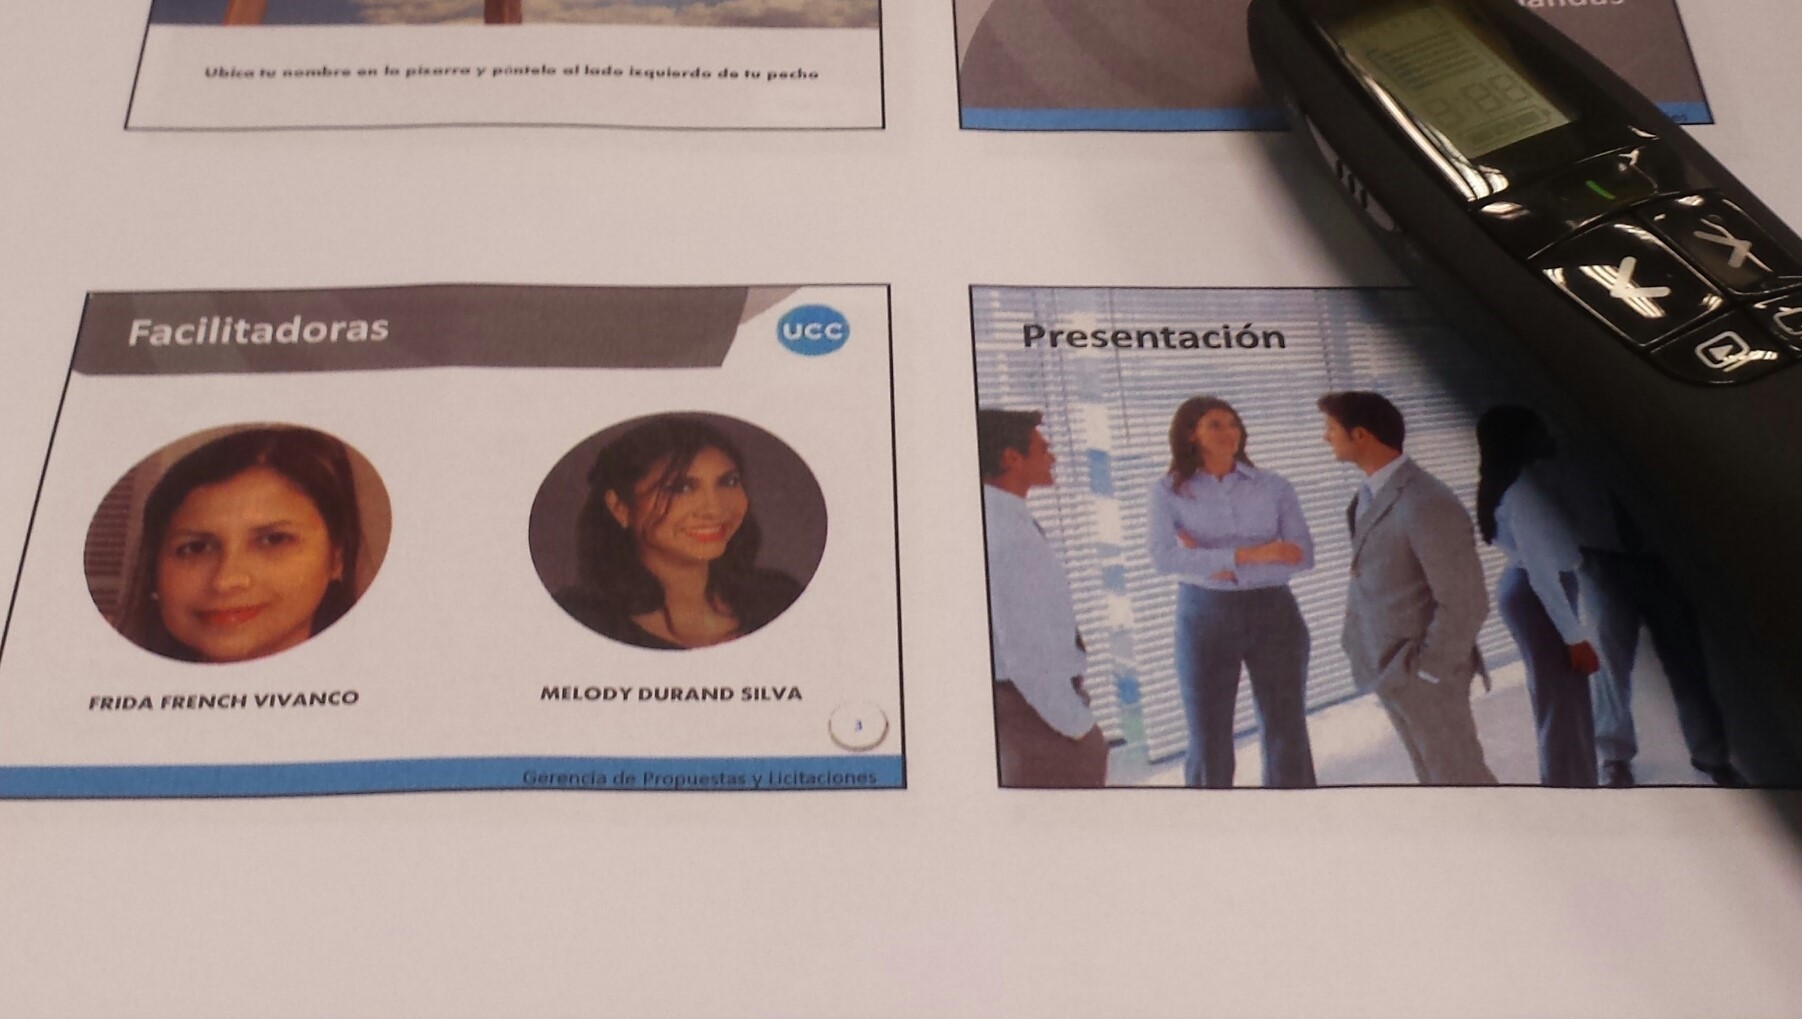 Ubica tu nombre en la pizarra y póntelo al lado izquierdo de tu pecho
Facilitadoras
UCC
FRIDA FRENCH VIVANCO
MELODY DURAND SILVA
3
Gerencia de Propuestas y Licitaciones
Presentación